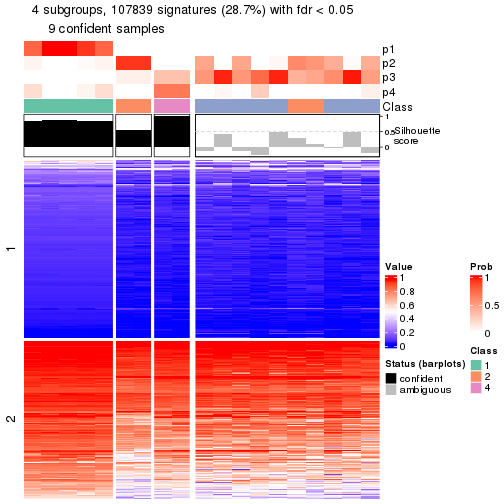 4 subgroups, 107839 signatures (28.7%) with fdr < 0.05
9 confident samples
p1
p2
p3
p4
Class
1
0.5
0
Silhouette
score
1
2
Value
1
0.8
0.6
0.4
0.2
0
Prob
1
0.5
0
Status (barplots)
confident
ambiguous
Class
1
2
4